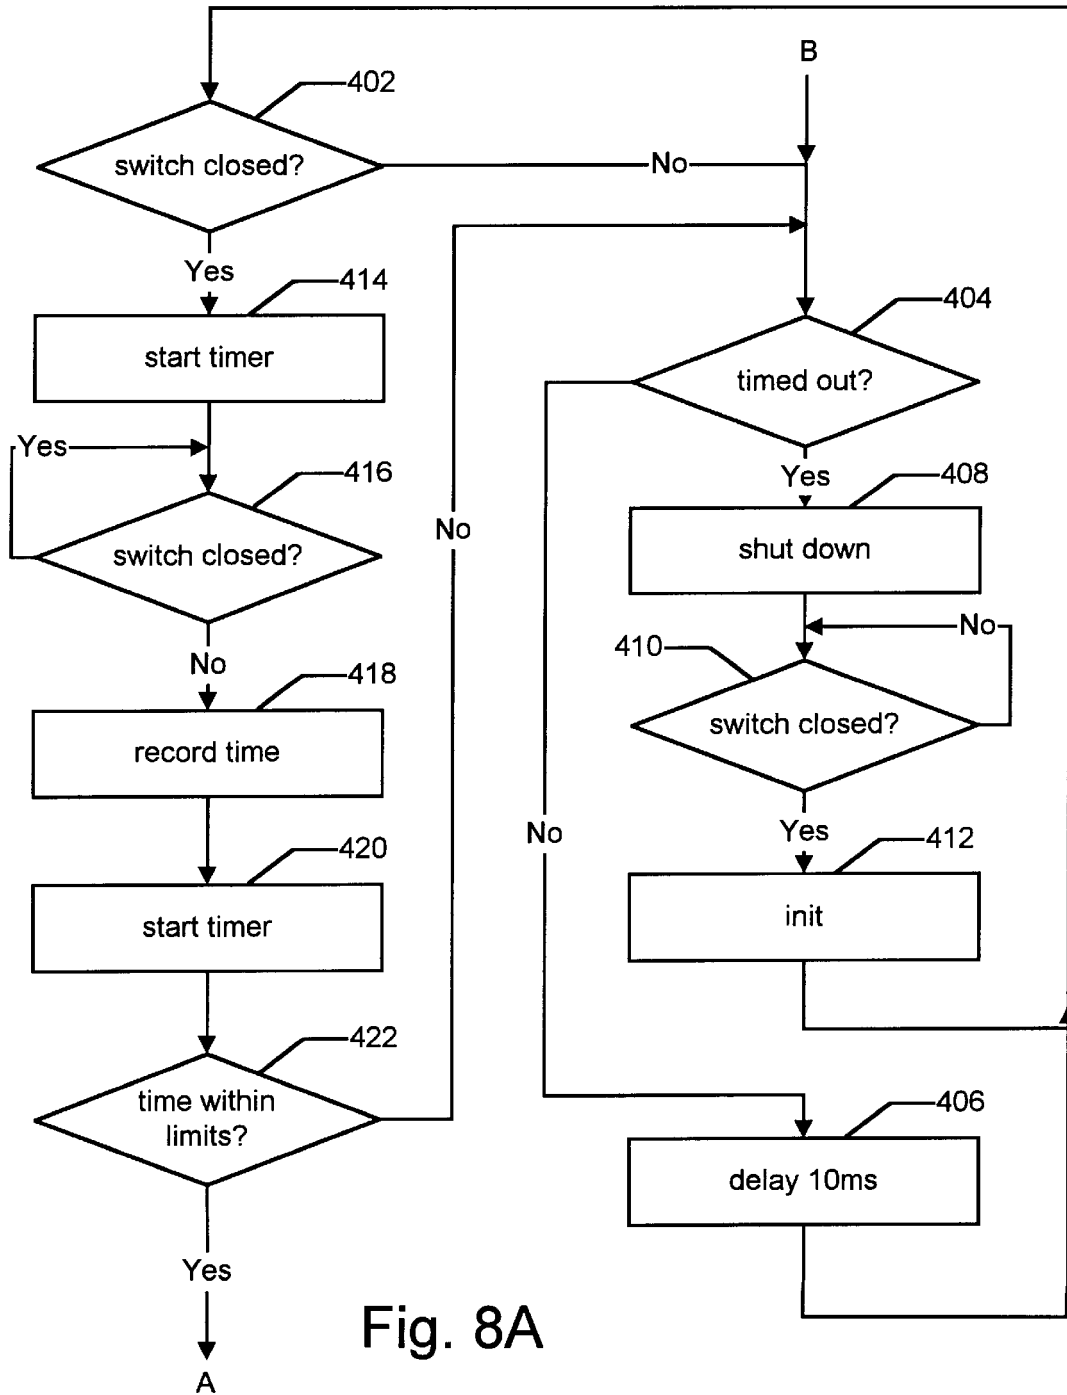 B
402
switch closed?
No
Yes
414
start timer
404
timed out?
Yes
416
switch closed?
Yes
408
shut down
No
No
410
switch closed?
No
418
record time
Yes
412
init
No
420
start timer
422
time within
limits?
406
delay 10ms
Yes
A
Fig. 8A